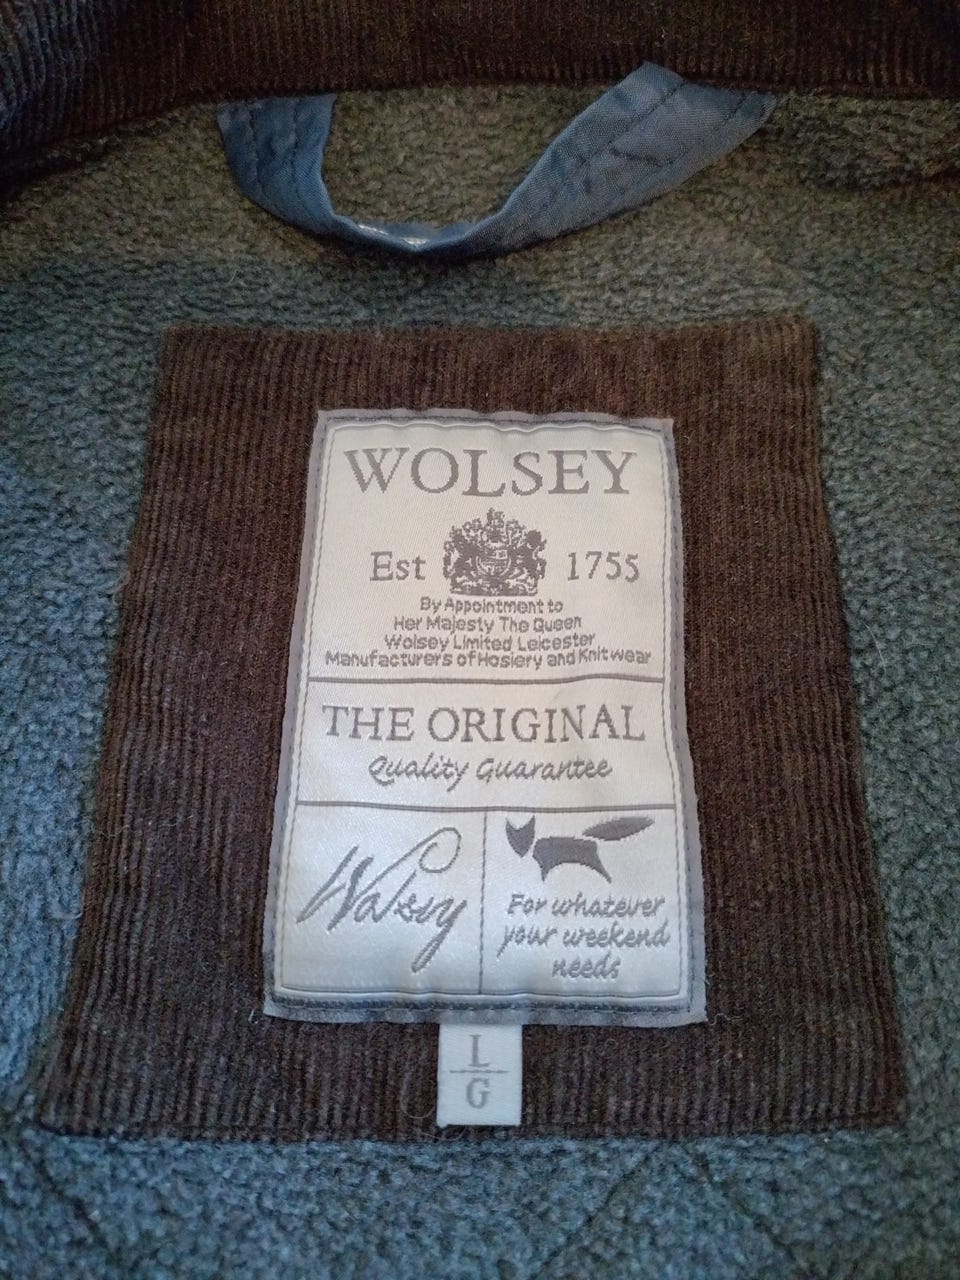 WOLSEY
Est 1755
By Appointment to
Her Majesty The Queen
Wolsey Limited Leicester
Manufacturers of Hosiery and Knitwear
THE ORIGINAL
Quality Guarantee
Wolsey
For whatever
your weekend
needs
L
G